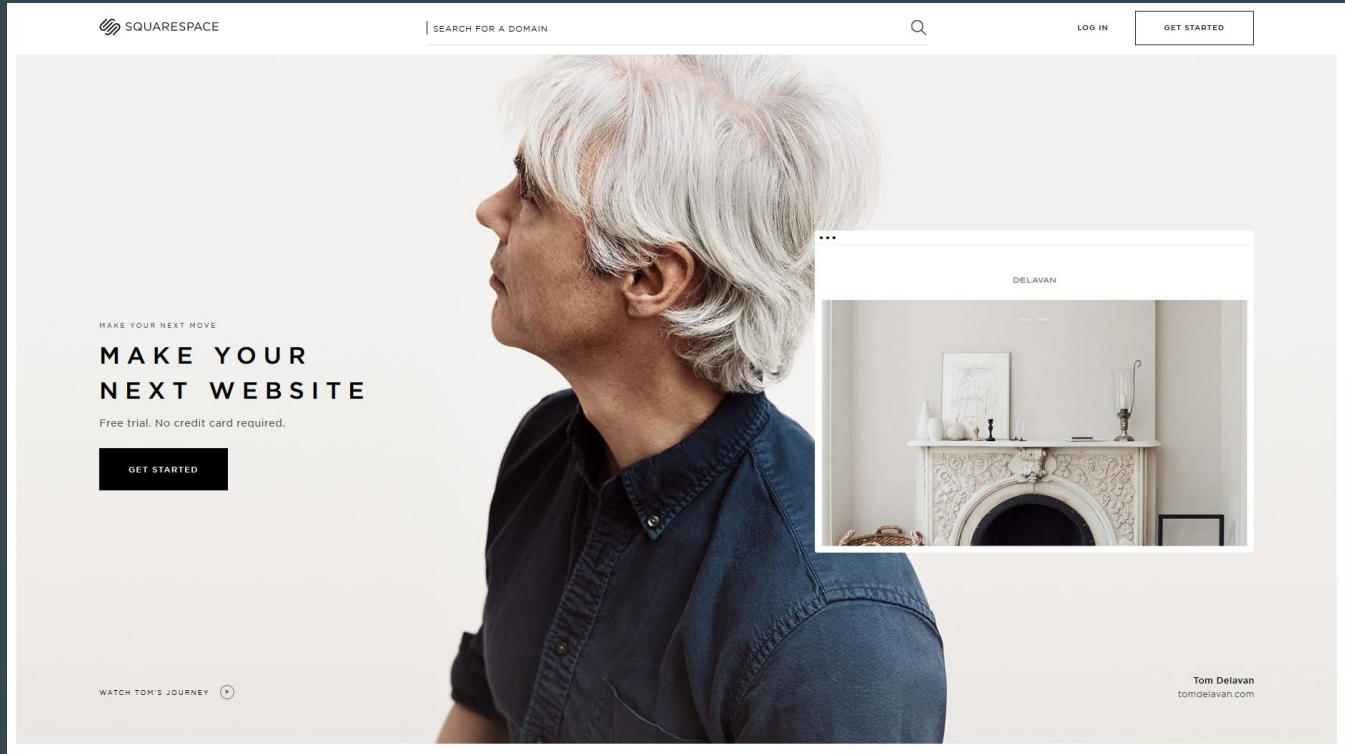 SQUARESPACE
SEARCH FOR A DOMAIN
LOG IN
GET STARTED
DELAVAN
MAKE YOUR NEXT MOVE
MAKE YOUR
NEXT WEBSITE
Free trial. No credit card required.
GET STARTED
WATCH TOM'S JOURNEY
Tom Delavan
tomdelavan.com